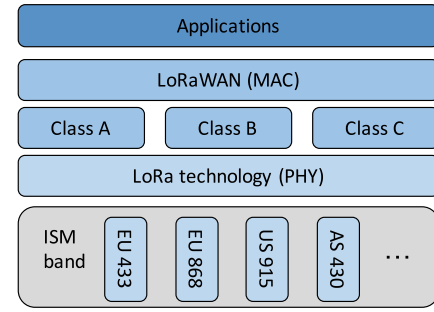 Applications
LoRaWAN (MAC)
Class A
Class B
Class C
LoRa technology (PHY)
ISM
band
EU 433
EU 868
US 915
AS 430
...